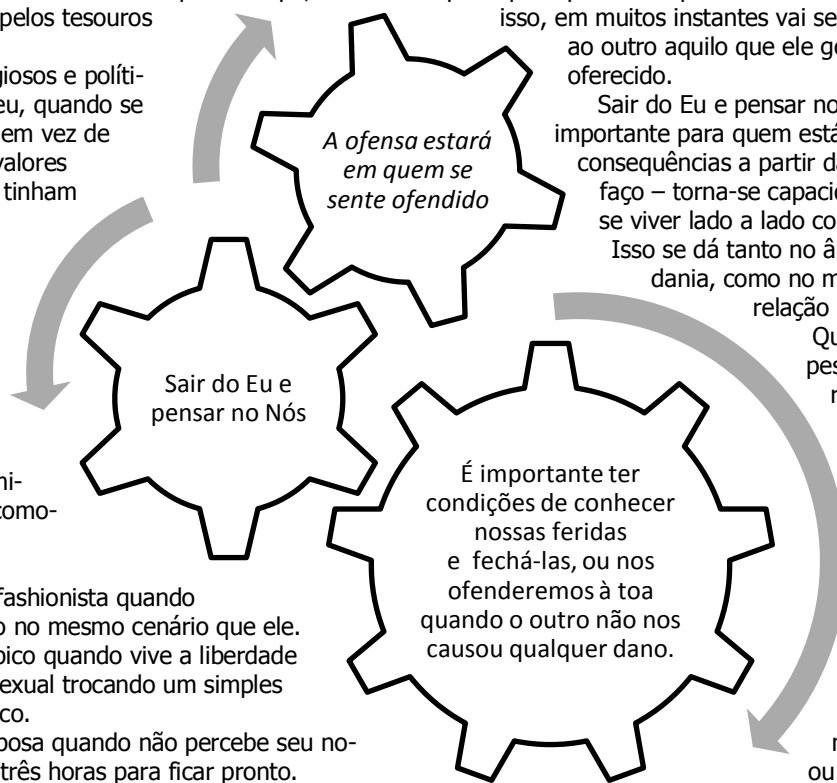 pelos tesouros
giosos e políti-
eu, quando se
em vez de
valores
tinham
mi-
como-
fashionista quando
o no mesmo cenário que ele.
pico quando vive a liberdade
exual trocando um simples
co.
posa quando não percebe seu no-
três horas para ficar pronto.
A ofensa estará
em quem se
sente ofendido
Sair do Eu e
pensar no Nós
É importante ter
condições de conhecer
nossas feridas
e fechá-las, ou nos
ofenderemos à toa
quando o outro não nos
causou qualquer dano.
isso, em muitos instantes vai se
ao outro aquilo que ele g
oferecido.
Sair do Eu e pensar no
importante para quem está
consequências a partir da
faço – torna-se capacid
se viver lado a lado co
Isso se dá tanto no â
dania, como no m
relação
Qu
pes
ou